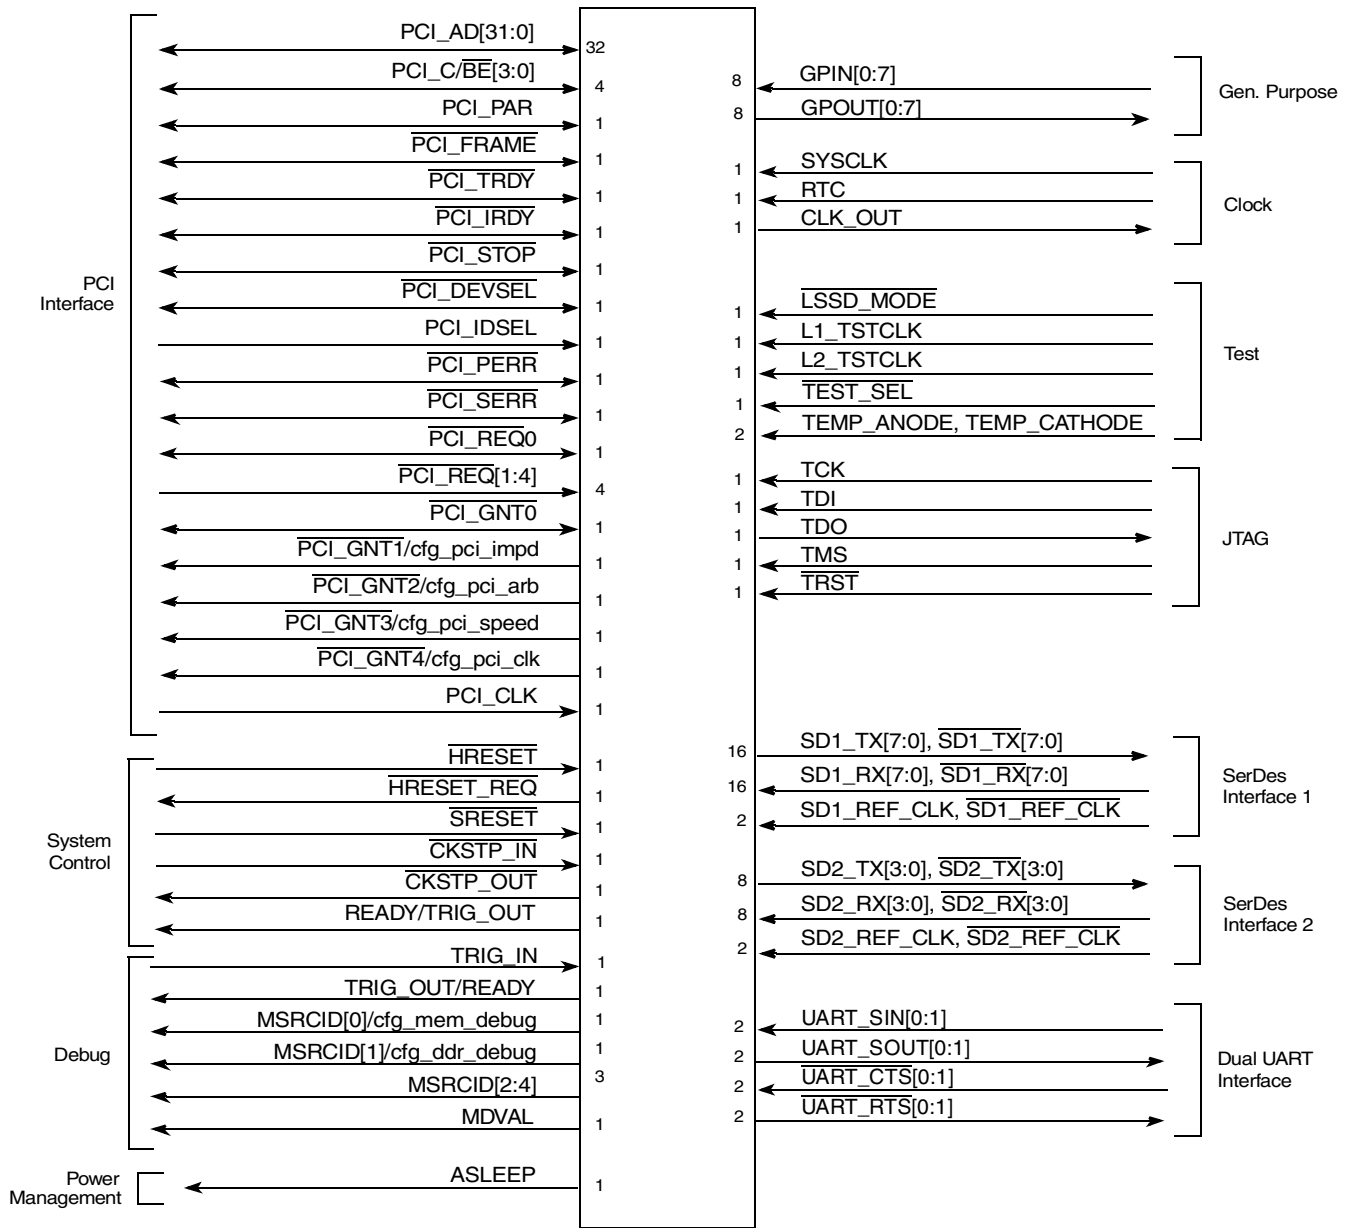 PCI
Interface
PCI_AD[31:0]
32
PCI_C/BE[3:0]
4
PCI_PAR
1
PCI_FRAME
1
PCI_TRDY
1
PCI_IRDY
1
PCI_STOP
1
PCI_DEVSEL
1
PCI_IDSEL
1
PCI_PERR
1
PCI_SERR
1
PCI_REQ0
1
PCI_REQ[1:4]
4
PCI_GNT0
1
PCI_GNT1/cfg_pci_impd
1
PCI_GNT2/cfg_pci_arb
1
PCI_GNT3/cfg_pci_speed
1
PCI_GNT4/cfg_pci_clk
1
PCI_CLK
1
System
Control
HRESET
1
HRESET_REQ
1
SRESET
1
CKSTP_IN
1
CKSTP_OUT
1
READY/TRIG_OUT
1
Debug
TRIG_IN
1
TRIG_OUT/READY
1
MSRCID[0]/cfg_mem_debug
1
MSRCID[1]/cfg_ddr_debug
1
MSRCID[2:4]
3
MDVAL
1
Power
Management
ASLEEP
1
8
GPIN[0:7]
8
GPOUT[0:7]
Gen. Purpose
1
SYSCLK
1
RTC
1
CLK_OUT
Clock
1
LSSD_MODE
1
L1_TSTCLK
1
L2_TSTCLK
1
TEST_SEL
2
TEMP_ANODE, TEMP_CATHODE
Test
1
TCK
1
TDI
1
TDO
1
TMS
1
TRST
JTAG
16
SD1_TX[7:0], SD1_TX[7:0]
16
SD1_RX[7:0], SD1_RX[7:0]
2
SD1_REF_CLK, SD1_REF_CLK
SerDes
Interface 1
8
SD2_TX[3:0], SD2_TX[3:0]
8
SD2_RX[3:0], SD2_RX[3:0]
2
SD2_REF_CLK, SD2_REF_CLK
SerDes
Interface 2
2
UART_SIN[0:1]
2
UART_SOUT[0:1]
2
UART_CTS[0:1]
2
UART_RTS[0:1]
Dual UART
Interface